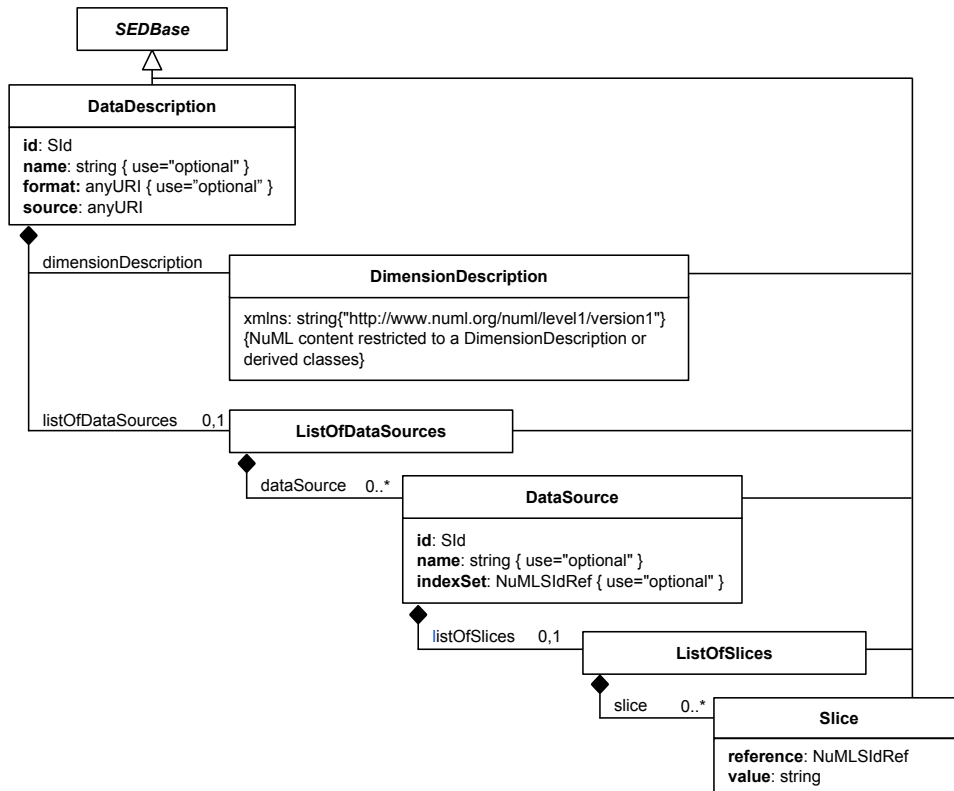 SEDBase
DataDescription
id: SId
name: string { use="optional" }
format: anyURI { use=”optional” }
source: anyURI
dimensionDescription
DimensionDescription
xmlns: string{"http://www.numl.org/numl/level1/version1"}
{NuML content restricted to a DimensionDescription or
derived classes}
listOfDataSources 0,1
ListOfDataSources
dataSource 0..*
DataSource
id: SId
name: string { use="optional" }
indexSet: NuMLSIdRef { use="optional" }
listOfSlices 0,1
ListOfSlices
slice 0..*
Slice
reference: NuMLSIdRef
value: string